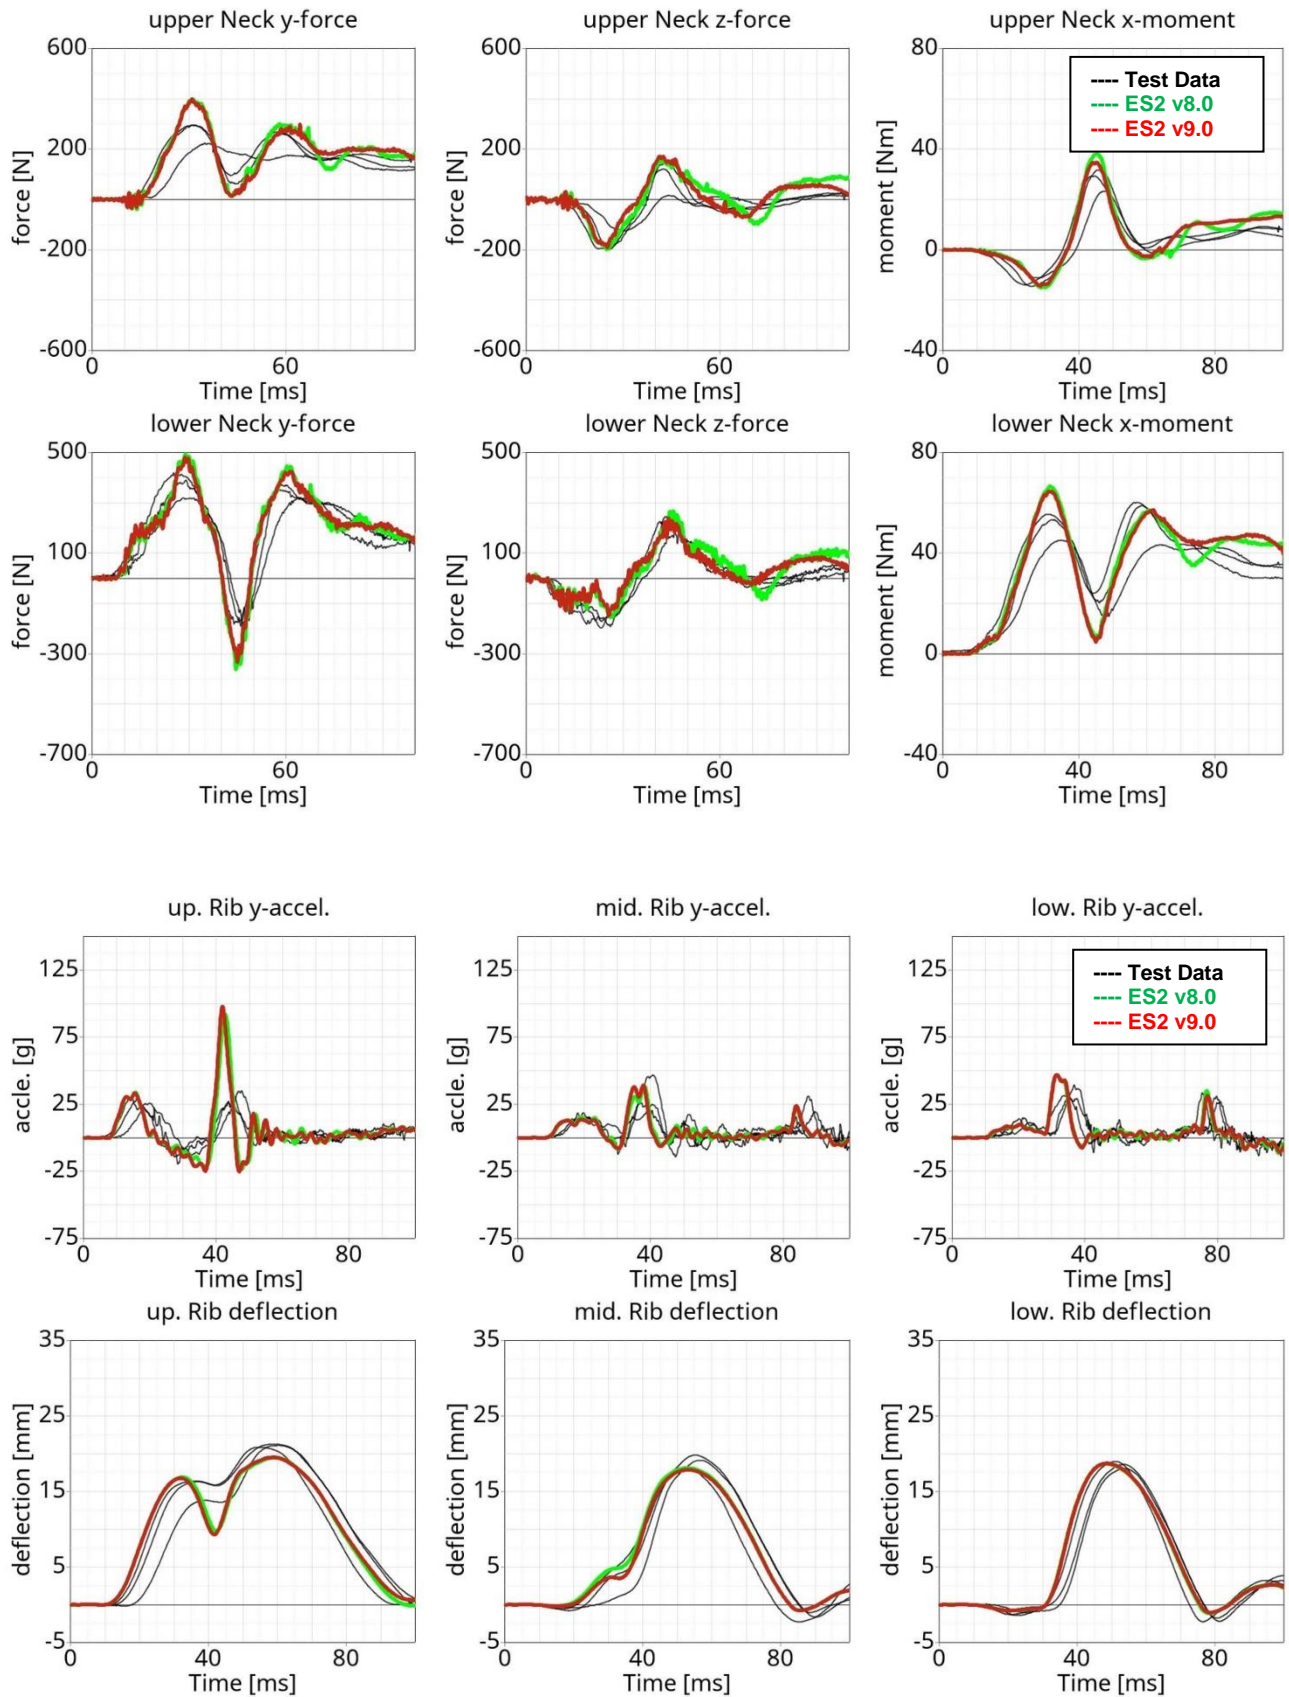 upper Neck y-force
upper Neck z-force
upper Neck x-moment
600
200
-200
-600
force [N]
0
60
Time [ms]
600
200
-200
-600
force [N]
0
60
Time [ms]
80
40
0
-40
moment [Nm]
0
40
80
Time [ms]
---- Test Data
---- ES2 v8.0
---- ES2 v9.0
lower Neck y-force
lower Neck z-force
lower Neck x-moment
500
100
-300
-700
force [N]
0
60
Time [ms]
500
100
-300
-700
force [N]
0
60
Time [ms]
80
40
0
-40
moment [Nm]
0
40
80
Time [ms]
up. Rib y-accel.
mid. Rib y-accel.
low. Rib y-accel.
125
75
25
-25
-75
accle. [g]
0
40
80
Time [ms]
125
75
25
-25
-75
accle. [g]
0
40
80
Time [ms]
125
75
25
-25
-75
accle. [g]
0
40
80
Time [ms]
---- Test Data
---- ES2 v8.0
---- ES2 v9.0
up. Rib deflection
mid. Rib deflection
low. Rib deflection
35
25
15
5
-5
deflection [mm]
0
40
80
Time [ms]
35
25
15
5
-5
deflection [mm]
0
40
80
Time [ms]
35
25
15
5
-5
deflection [mm]
0
40
80
Time [ms]